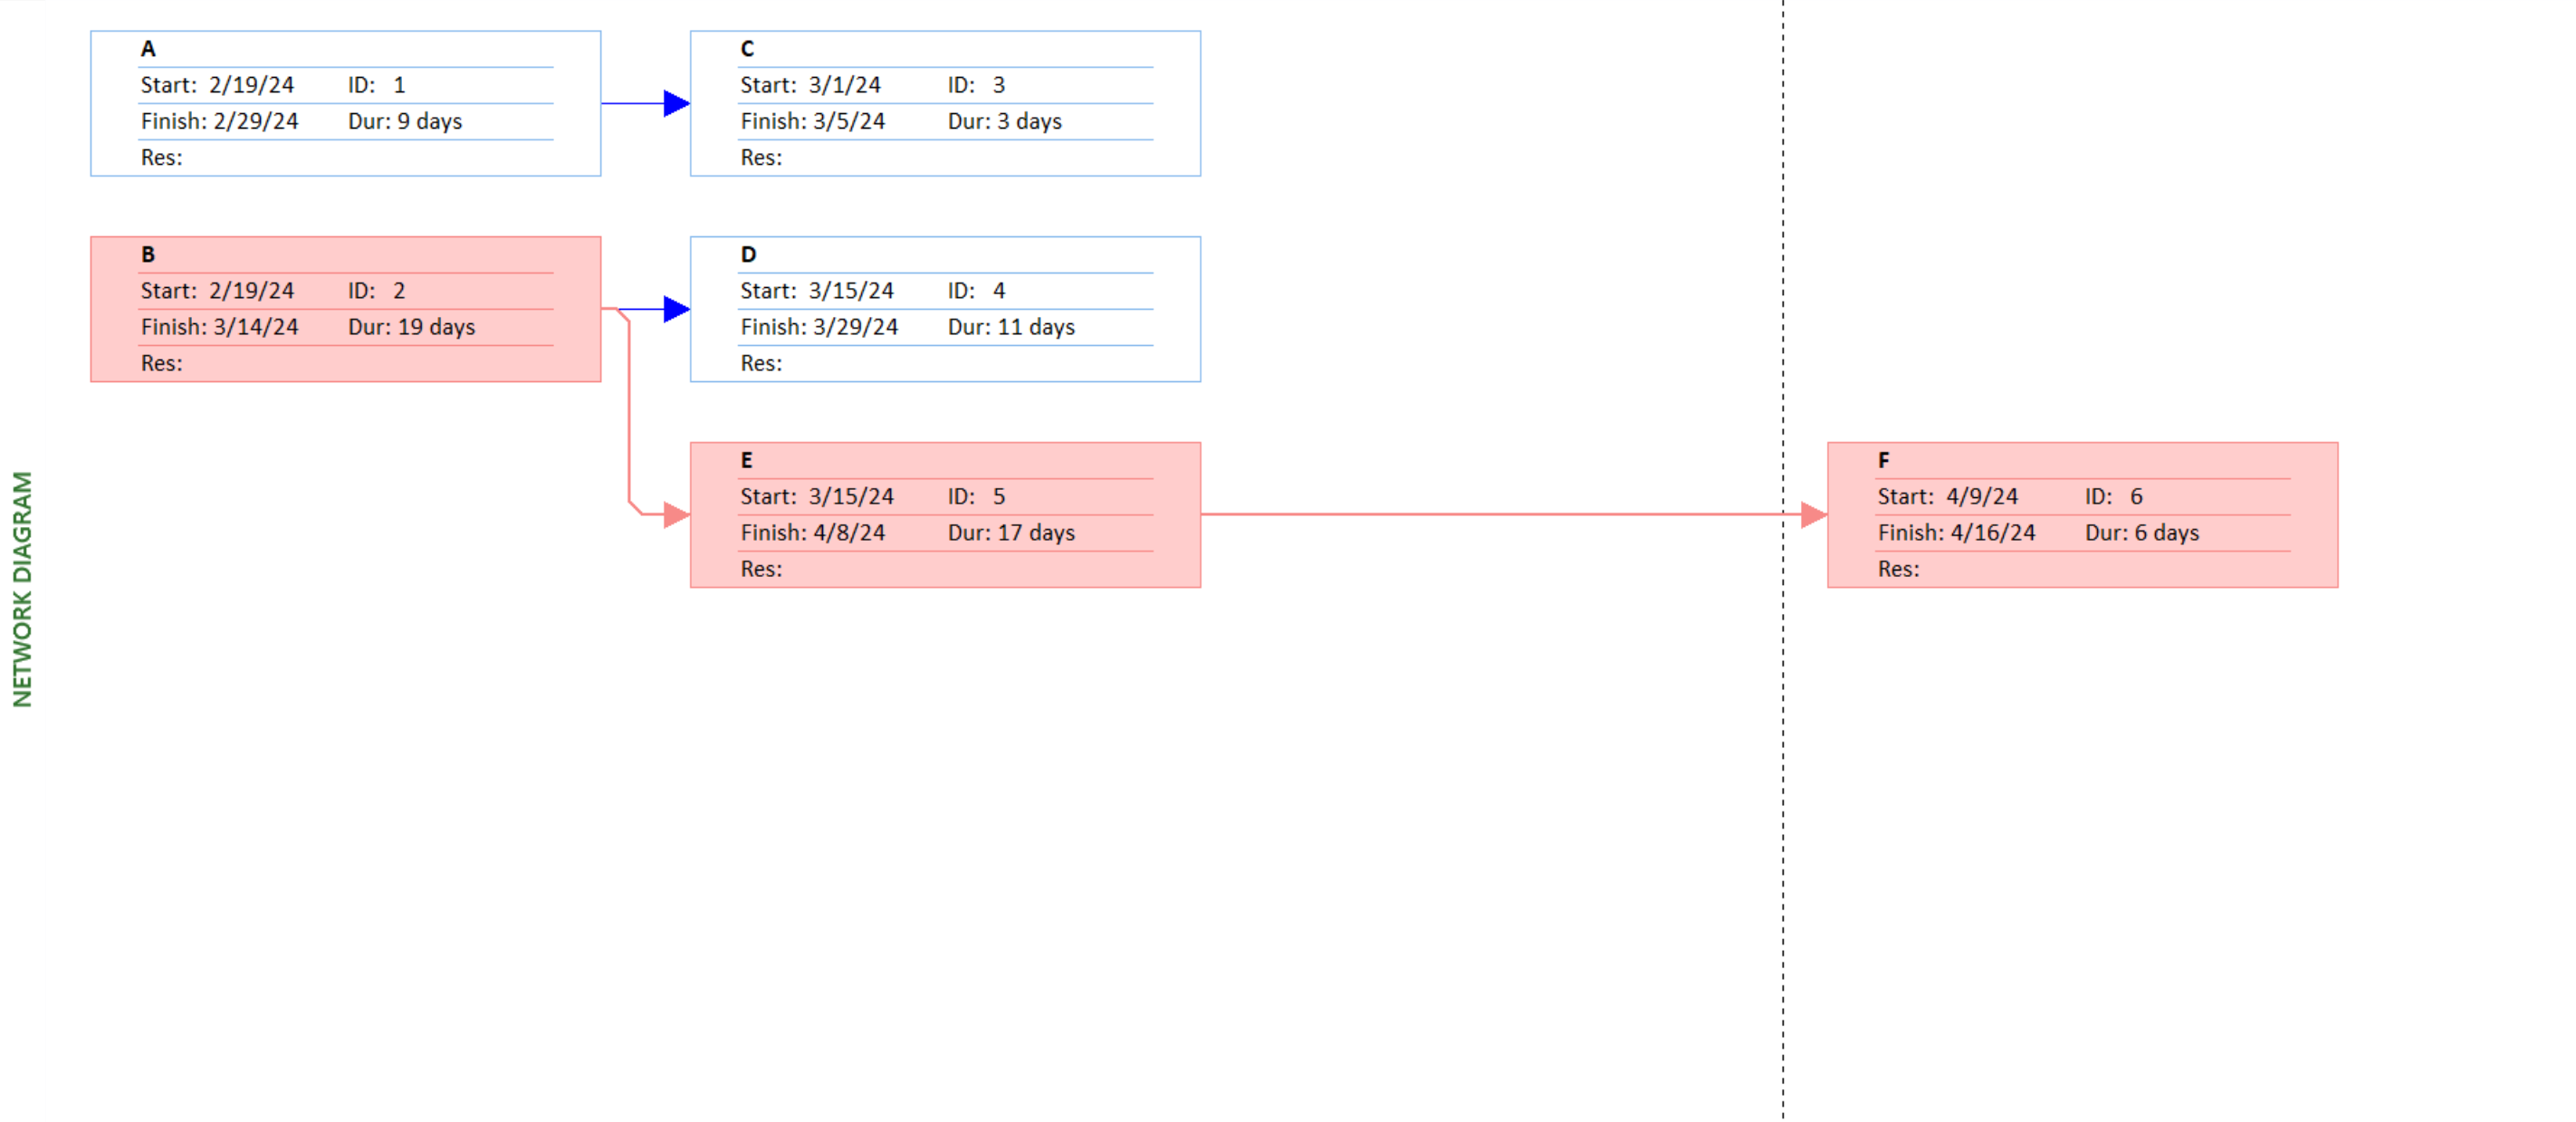 NETWORK DIAGRAM
A
Start: 2/19/24 ID: 1
Finish: 2/29/24 Dur: 9 days
Res:
C
Start: 3/1/24 ID: 3
Finish: 3/5/24 Dur: 3 days
Res:
B
Start: 2/19/24 ID: 2
Finish: 3/14/24 Dur: 19 days
Res:
D
Start: 3/15/24 ID: 4
Finish: 3/29/24 Dur: 11 days
Res:
E
Start: 3/15/24 ID: 5
Finish: 4/8/24 Dur: 17 days
Res:
F
Start: 4/9/24 ID: 6
Finish: 4/16/24 Dur: 6 days
Res: